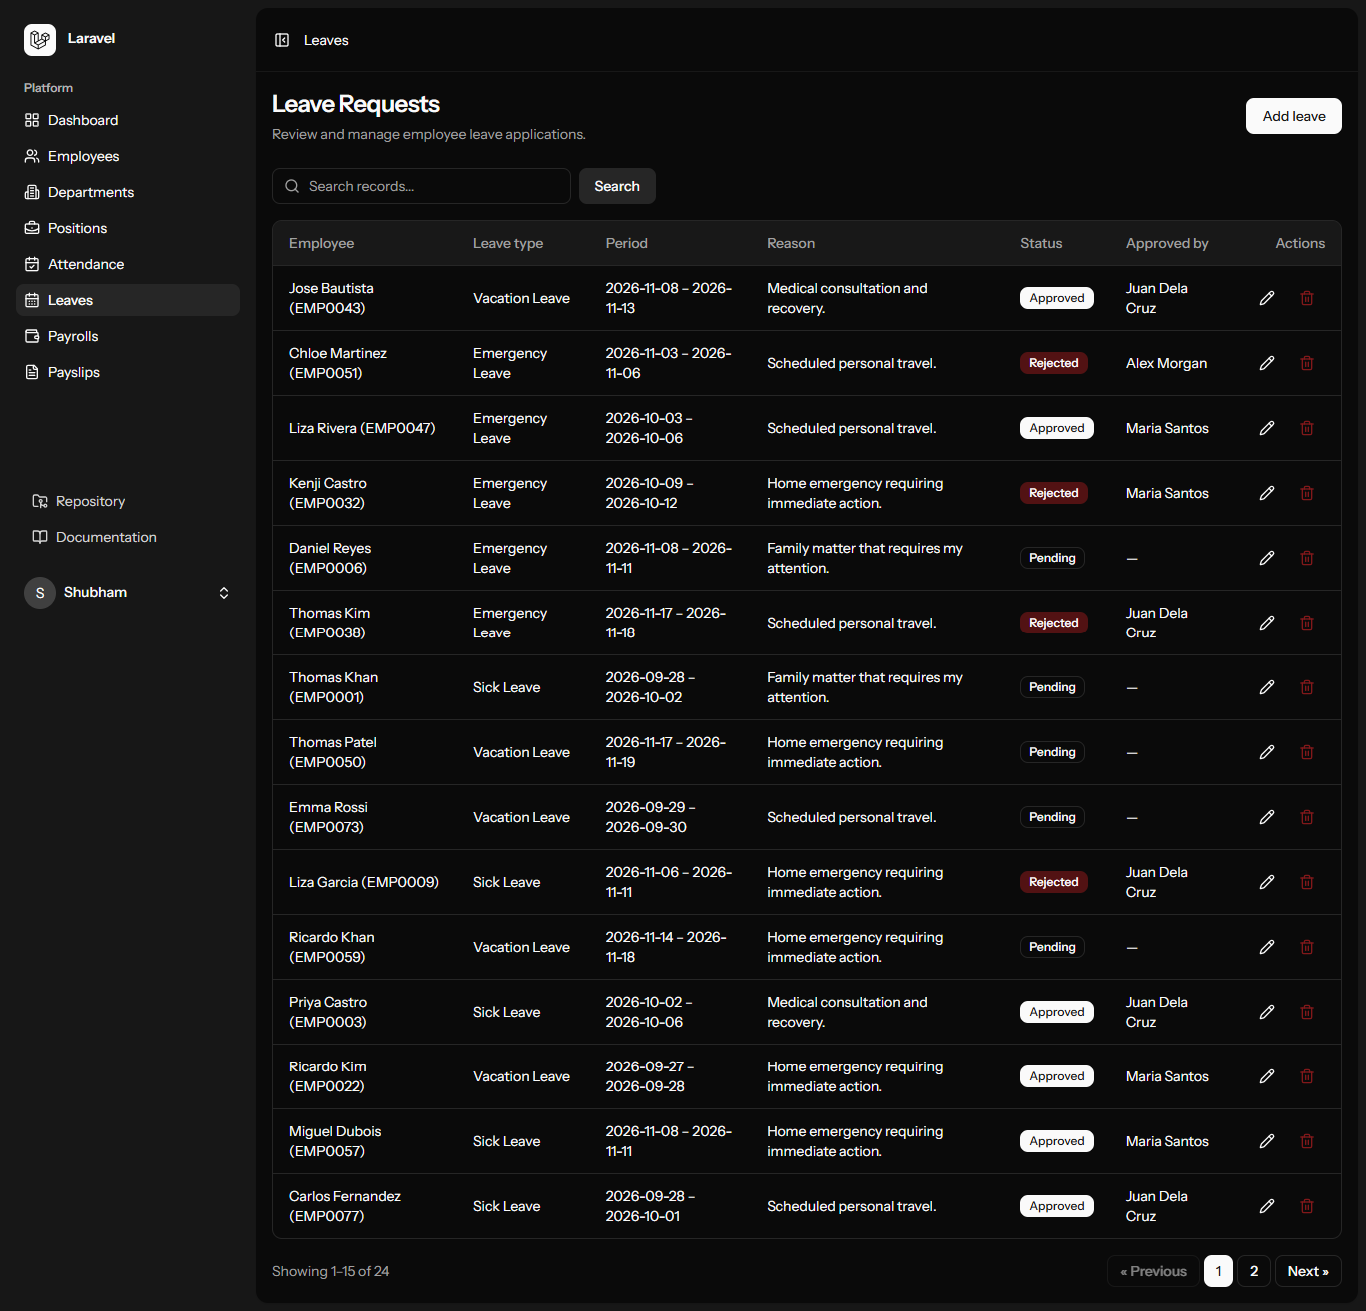 Laravel
Platform
Dashboard
Employees
Departments
Positions
Attendance
Leaves
Payrolls
Payslips
Repository
Documentation
S
Shubham
Leaves
Leave Requests
Review and manage employee leave applications.
Add leave
Search records...
Search
Employee Leave type Period Reason Status Approved by Actions
Jose Bautista
(EMP0043)
Vacation Leave
2026-11-08 – 2026-
11-13
Medical consultation and
recovery.
Approved
Juan Dela
Cruz
Chloe Martinez
(EMP0051)
Emergency
Leave
2026-11-03 – 2026-
11-06
Scheduled personal travel.
Rejected
Alex Morgan
Liza Rivera (EMP0047)
Emergency
Leave
2026-10-03 –
2026-10-06
Scheduled personal travel.
Approved
Maria Santos
Kenji Castro
(EMP0032)
Emergency
Leave
2026-10-09 –
2026-10-12
Home emergency requiring
immediate action.
Rejected
Maria Santos
Daniel Reyes
(EMP0006)
Emergency
Leave
2026-11-08 – 2026-
11-11
Family matter that requires my
attention.
Pending
—
Thomas Kim
(EMP0038)
Emergency
Leave
2026-11-17 – 2026-
11-18
Scheduled personal travel.
Rejected
Juan Dela
Cruz
Thomas Khan
(EMP0001)
Sick Leave
2026-09-28 –
2026-10-02
Family matter that requires my
attention.
Pending
—
Thomas Patel
(EMP0050)
Vacation Leave
2026-11-17 – 2026-
11-19
Home emergency requiring
immediate action.
Pending
—
Emma Rossi
(EMP0073)
Vacation Leave
2026-09-29 –
2026-09-30
Scheduled personal travel.
Pending
—
Liza Garcia (EMP0009)
Sick Leave
2026-11-06 – 2026-
11-11
Home emergency requiring
immediate action.
Rejected
Juan Dela
Cruz
Ricardo Khan
(EMP0059)
Vacation Leave
2026-11-14 – 2026-
11-18
Home emergency requiring
immediate action.
Pending
—
Priya Castro
(EMP0003)
Sick Leave
2026-10-02 –
2026-10-06
Medical consultation and
recovery.
Approved
Juan Dela
Cruz
Ricardo Kim
(EMP0022)
Vacation Leave
2026-09-27 –
2026-09-28
Home emergency requiring
immediate action.
Approved
Maria Santos
Miguel Dubois
(EMP0057)
Sick Leave
2026-11-08 – 2026-
11-11
Home emergency requiring
immediate action.
Approved
Maria Santos
Carlos Fernandez
(EMP0077)
Sick Leave
2026-09-28 –
2026-10-01
Scheduled personal travel.
Approved
Juan Dela
Cruz
Showing 1–15 of 24
« Previous 1 2 Next »